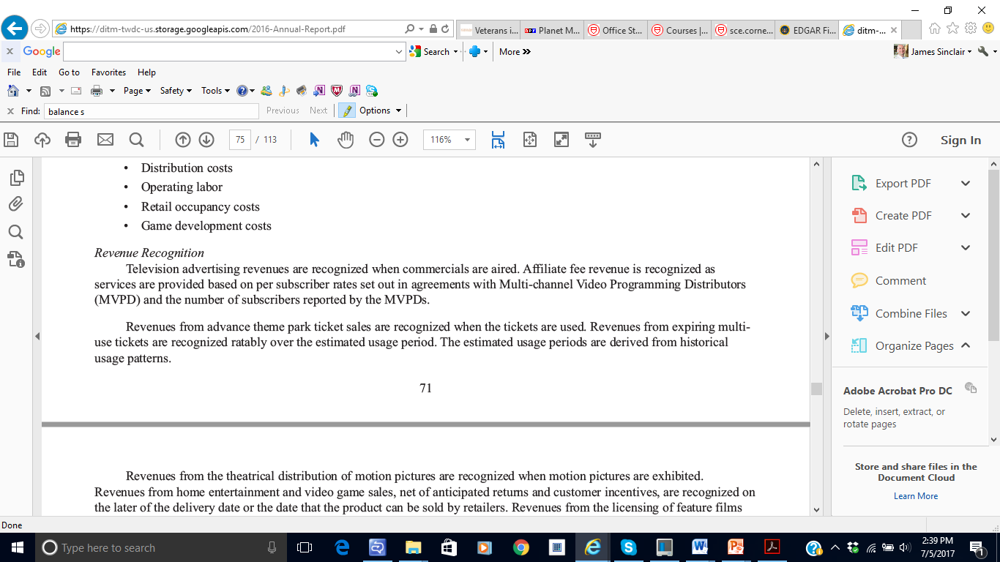 https://ditm-twdc-us.storage.googleapis.com/2016-Annual-Report.pdf
Veterans i...
Planet M...
Office St...
Courses |...
sce.corne...
EDGAR Fi...
ditm-...
x Google Search More »
James Sinclair
File Edit Go to Favorites Help
Page Safety Tools
x Find: balance s Previous Next Options
75 / 113 116% Sign In
• Distribution costs
• Operating labor
• Retail occupancy costs
• Game development costs
Revenue Recognition
Television advertising revenues are recognized when commercials are aired. Affiliate fee revenue is recognized as
services are provided based on per subscriber rates set out in agreements with Multi-channel Video Programming Distributors
(MVPD) and the number of subscribers reported by the MVPDs.
Revenues from advance theme park ticket sales are recognized when the tickets are used. Revenues from expiring multi-
use tickets are recognized ratably over the estimated usage period. The estimated usage periods are derived from historical
usage patterns.
71
Revenues from the theatrical distribution of motion pictures are recognized when motion pictures are exhibited.
Revenues from home entertainment and video game sales, net of anticipated returns and customer incentives, are recognized on
the later of the delivery date or the date that the product can be sold by retailers. Revenues from the licensing of feature films
Export PDF
Create PDF
Edit PDF
Comment
Combine Files
Organize Pages
Adobe Acrobat Pro DC
Delete, insert, extract, or
rotate pages
Store and share files in the
Document Cloud
Learn More
Done
Type here to search
2:39 PM
7/5/2017